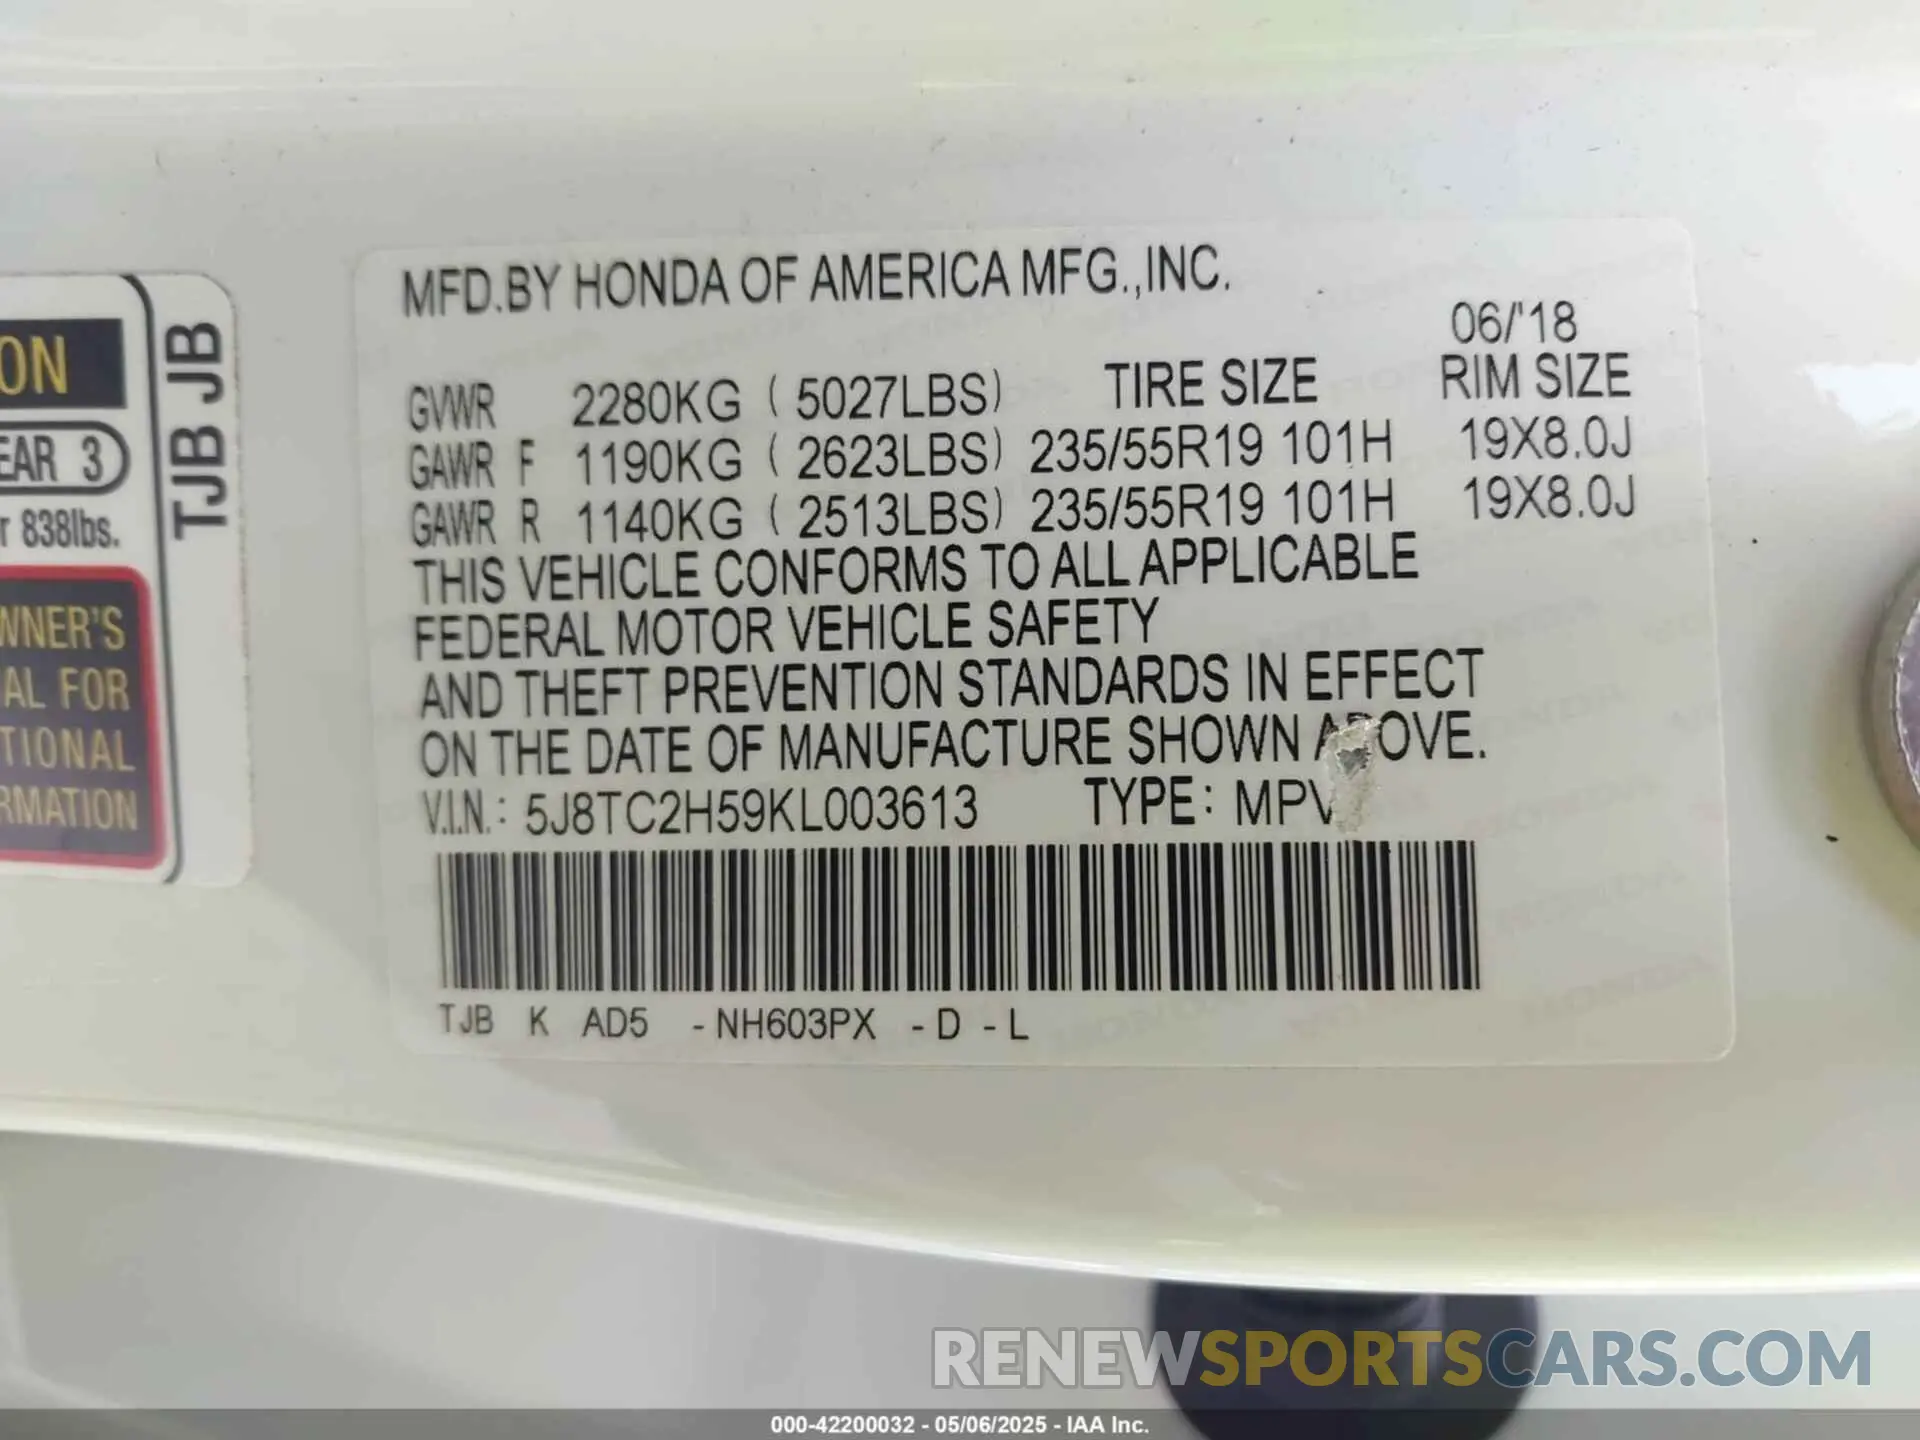 MFD.BY HONDA OF AMERICA MFG.,INC.
06/'18
GVWR 2280KG ( 5027LBS) TIRE SIZE RIM SIZE
GAWR F 1190KG ( 2623LBS) 235/55R19 101H 19X8.0J
GAWR R 1140KG ( 2513LBS) 235/55R19 101H 19X8.0J
THIS VEHICLE CONFORMS TO ALL APPLICABLE
FEDERAL MOTOR VEHICLE SAFETY
AND THEFT PREVENTION STANDARDS IN EFFECT
ON THE DATE OF MANUFACTURE SHOWN ABOVE.
V.I.N.: 5J8TC2H59KL003613 TYPE: MPV
TJB K AD5 -NH603PX -D -L
ON
EAR 3
r 838lbs.
WNER'S
AL FOR
TIONAL
RMATION
TJB JB
RENEWSPORTSCARS.COM
000-42200032 - 05/06/2025 - IAA Inc.